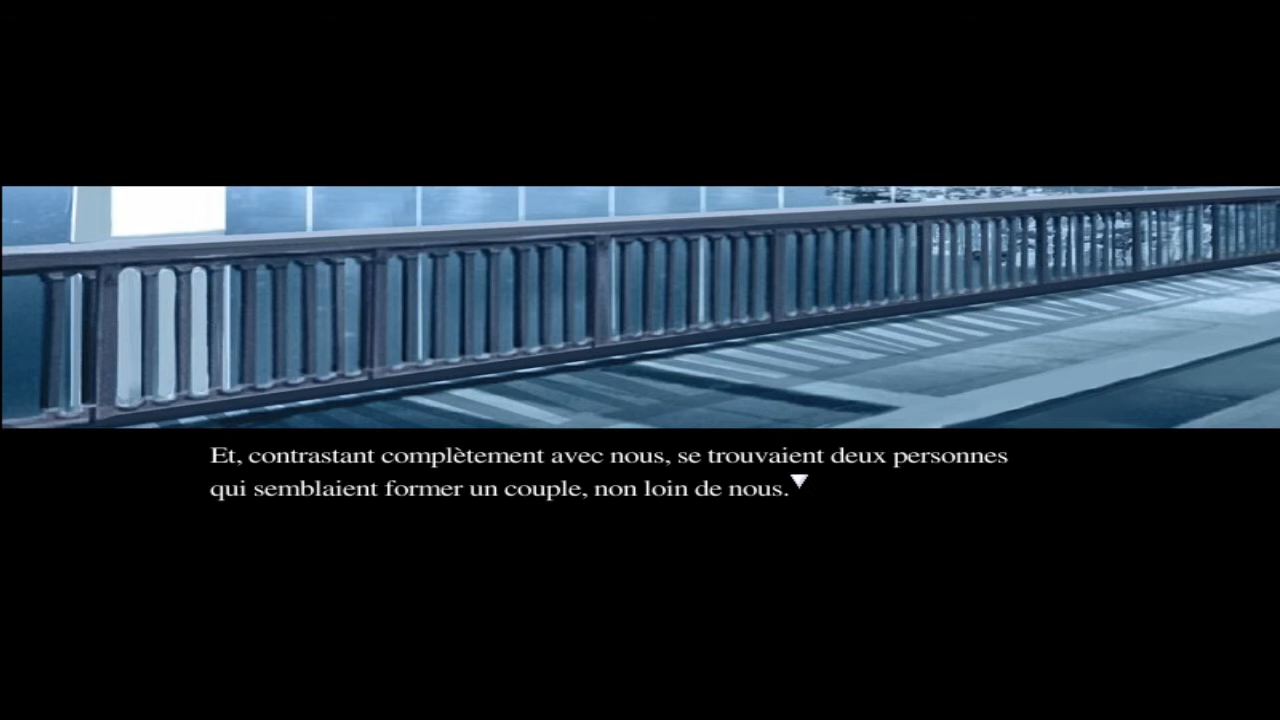 Et, contrastant complètement avec nous, se trouvaient deux personnes
qui semblaient former un couple, non loin de nous.